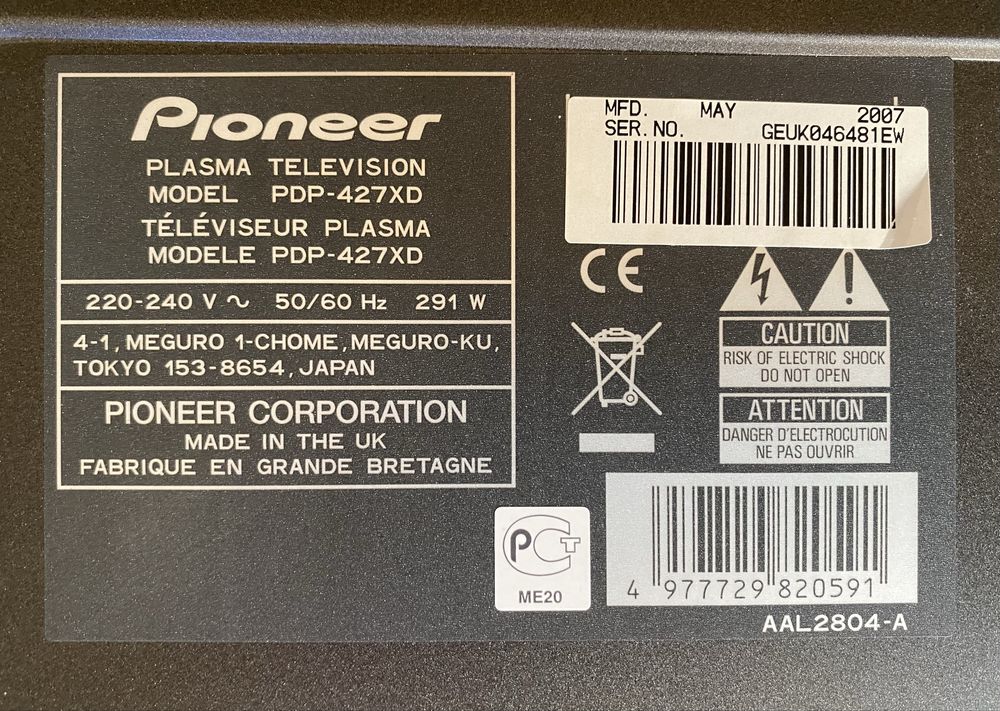 Pioneer
PLASMA TELEVISION
MODEL PDP-427XD
TÉLÉVISEUR PLASMA
MODELE PDP-427XD
220-240 V ~ 50/60 Hz 291 W
4-1, MEGURO 1-CHOME, MEGURO-KU,
TOKYO 153-8654, JAPAN
PIONEER CORPORATION
MADE IN THE UK
FABRIQUE EN GRANDE BRETAGNE
MFD. MAY 2007
SER. NO. GEUK046481EW
CE
CAUTION
RISK OF ELECTRIC SHOCK
DO NOT OPEN
ATTENTION
DANGER D'ELECTROCUTION
NE PAS OUVRIR
PCT
ME20
4 977729 820591
AAL2804-A